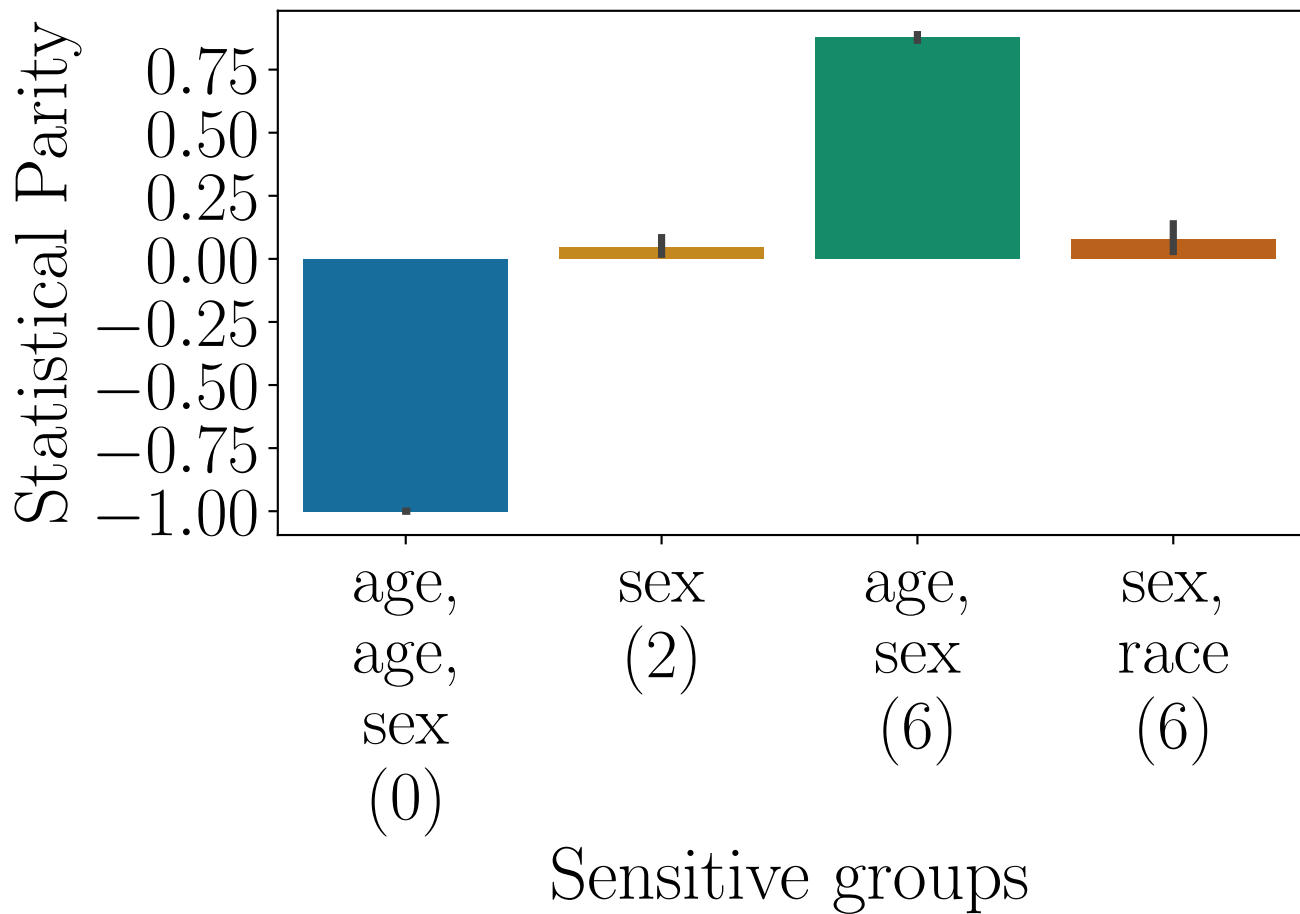 Statistical Parity
0.75
0.50
0.25
0.00
−0.25
−0.50
−0.75
−1.00
age,
age,
sex
(0)
sex
(2)
age,
sex
(6)
sex,
race
(6)
Sensitive groups